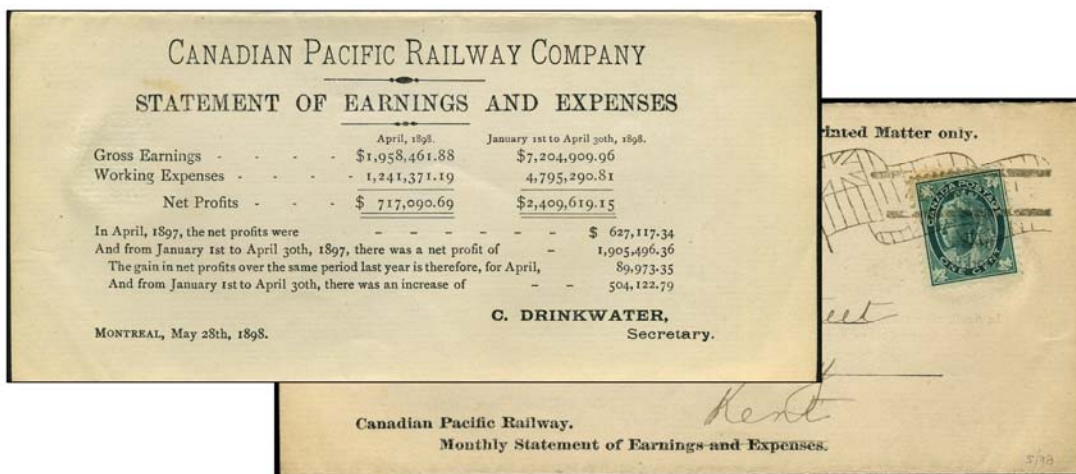 CANADIAN PACIFIC RAILWAY COMPANY
STATEMENT OF EARNINGS AND EXPENSES
April, 1898. January 1st to April 30th, 1898.
Gross Earnings - - - - $1,958,461.88 $7,204,909.96
Working Expenses - - - - 1,241,371.19 4,795,290.81
Net Profits - - - $ 717,090.69 $2,409,619.15
In April, 1897, the net profits were – – – – – – $ 627,117.34
And from January 1st to April 30th, 1897, there was a net profit of – 1,905,496.36
The gain in net profits over the same period last year is therefore, for April, 89,973.35
And from January 1st to April 30th, there was an increase of – – 504,122.79
C. DRINKWATER,
MONTREAL, May 28th, 1898. Secretary.
rinted Matter only.
CANADA POSTAGE
ONE CENT
eet
Kent
Canadian Pacific Railway.
Monthly Statement of Earnings and Expenses.
5/98